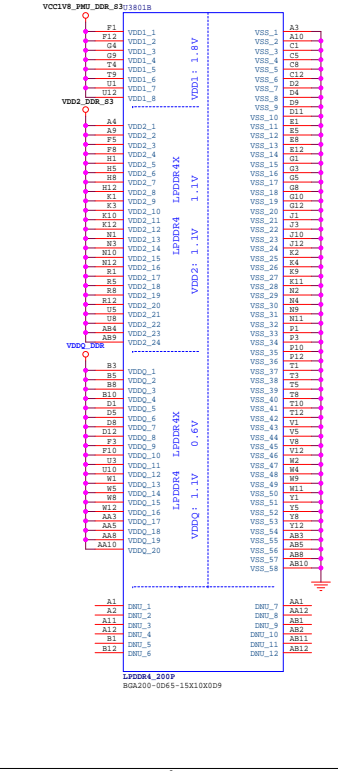 VCC1V8_PMU_DDR_S3
U3801B
F1 VDD1_1
F12 VDD1_2
G4 VDD1_3
G9 VDD1_4
T4 VDD1_5
T9 VDD1_6
U1 VDD1_7
U12 VDD1_8
VDD1: 1.8V
VDD2_DDR_S3
A4 VDD2_1
A9 VDD2_2
F5 VDD2_3
F8 VDD2_4
H1 VDD2_5
H5 VDD2_6
H8 VDD2_7
H12 VDD2_8
K1 VDD2_9
K3 VDD2_10
K10 VDD2_11
K12 VDD2_12
N1 VDD2_13
N3 VDD2_14
N10 VDD2_15
N12 VDD2_16
R1 VDD2_17
R5 VDD2_18
R8 VDD2_19
R12 VDD2_20
U5 VDD2_21
U8 VDD2_22
AB4 VDD2_23
AB9 VDD2_24
LPDDR4 LPDDR4X
VDD2: 1.1V 1.1V
VDDQ_DDR
B3 VDDQ_1
B5 VDDQ_2
B8 VDDQ_3
B10 VDDQ_4
D1 VDDQ_5
D5 VDDQ_6
D8 VDDQ_7
D12 VDDQ_8
F3 VDDQ_9
F10 VDDQ_10
U3 VDDQ_11
U10 VDDQ_12
W1 VDDQ_13
W5 VDDQ_14
W8 VDDQ_15
W12 VDDQ_16
AA3 VDDQ_17
AA5 VDDQ_18
AA8 VDDQ_19
AA10 VDDQ_20
LPDDR4 LPDDR4X
VDDQ: 1.1V 0.6V
A1 DNU_1
A2 DNU_2
A11 DNU_3
A12 DNU_4
B1 DNU_5
B12 DNU_6
VSS_1 A3
VSS_2 A10
VSS_3 C1
VSS_4 C5
VSS_5 C8
VSS_6 C12
VSS_7 D2
VSS_8 D4
VSS_9 D9
VSS_10 D11
VSS_11 E1
VSS_12 E5
VSS_13 E8
VSS_14 E12
VSS_15 G1
VSS_16 G3
VSS_17 G5
VSS_18 G8
VSS_19 G10
VSS_20 G12
VSS_21 J1
VSS_22 J3
VSS_23 J10
VSS_24 J12
VSS_25 K2
VSS_26 K4
VSS_27 K9
VSS_28 K11
VSS_29 N2
VSS_30 N4
VSS_31 N9
VSS_32 N11
VSS_33 P1
VSS_34 P3
VSS_35 P10
VSS_36 P12
VSS_37 T1
VSS_38 T3
VSS_39 T5
VSS_40 T8
VSS_41 T10
VSS_42 T12
VSS_43 V1
VSS_44 V5
VSS_45 V8
VSS_46 V12
VSS_47 W2
VSS_48 W4
VSS_49 W9
VSS_50 W11
VSS_51 Y1
VSS_52 Y5
VSS_53 Y8
VSS_54 Y12
VSS_55 AB3
VSS_56 AB5
VSS_57 AB8
VSS_58 AB10
DNU_7 AA1
DNU_8 AA12
DNU_9 AB1
DNU_10 AB2
DNU_11 AB11
DNU_12 AB12
LPDDR4_200P
BGA200-0D65-15X10X0D9